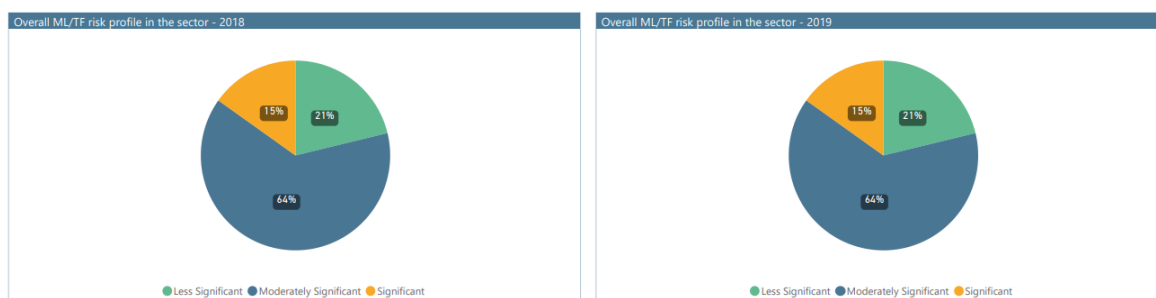 Overall ML/TF risk profile in the sector - 2018
15%
21%
64%
Less Significant Moderately Significant Significant
Overall ML/TF risk profile in the sector - 2019
15%
21%
64%
Less Significant Moderately Significant Significant